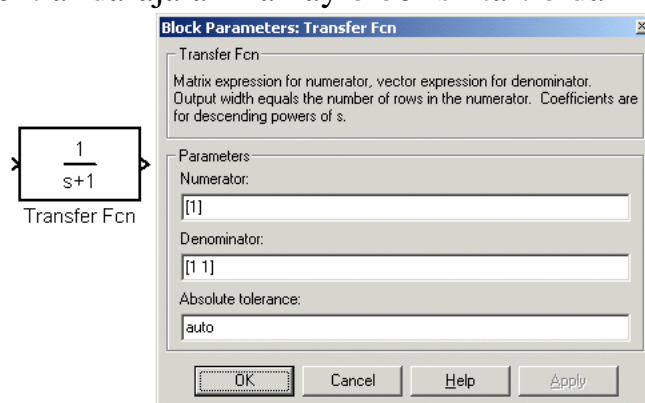 Block Parameters: Transfer Fcn
Transfer Fcn
Matrix expression for numerator, vector expression for denominator.
Output width equals the number of rows in the numerator. Coefficients are
for descending powers of s.
1
s+1
Transfer Fcn
Parameters
Numerator:
[1]
Denominator:
[1 1]
Absolute tolerance:
auto
OK Cancel Help Apply